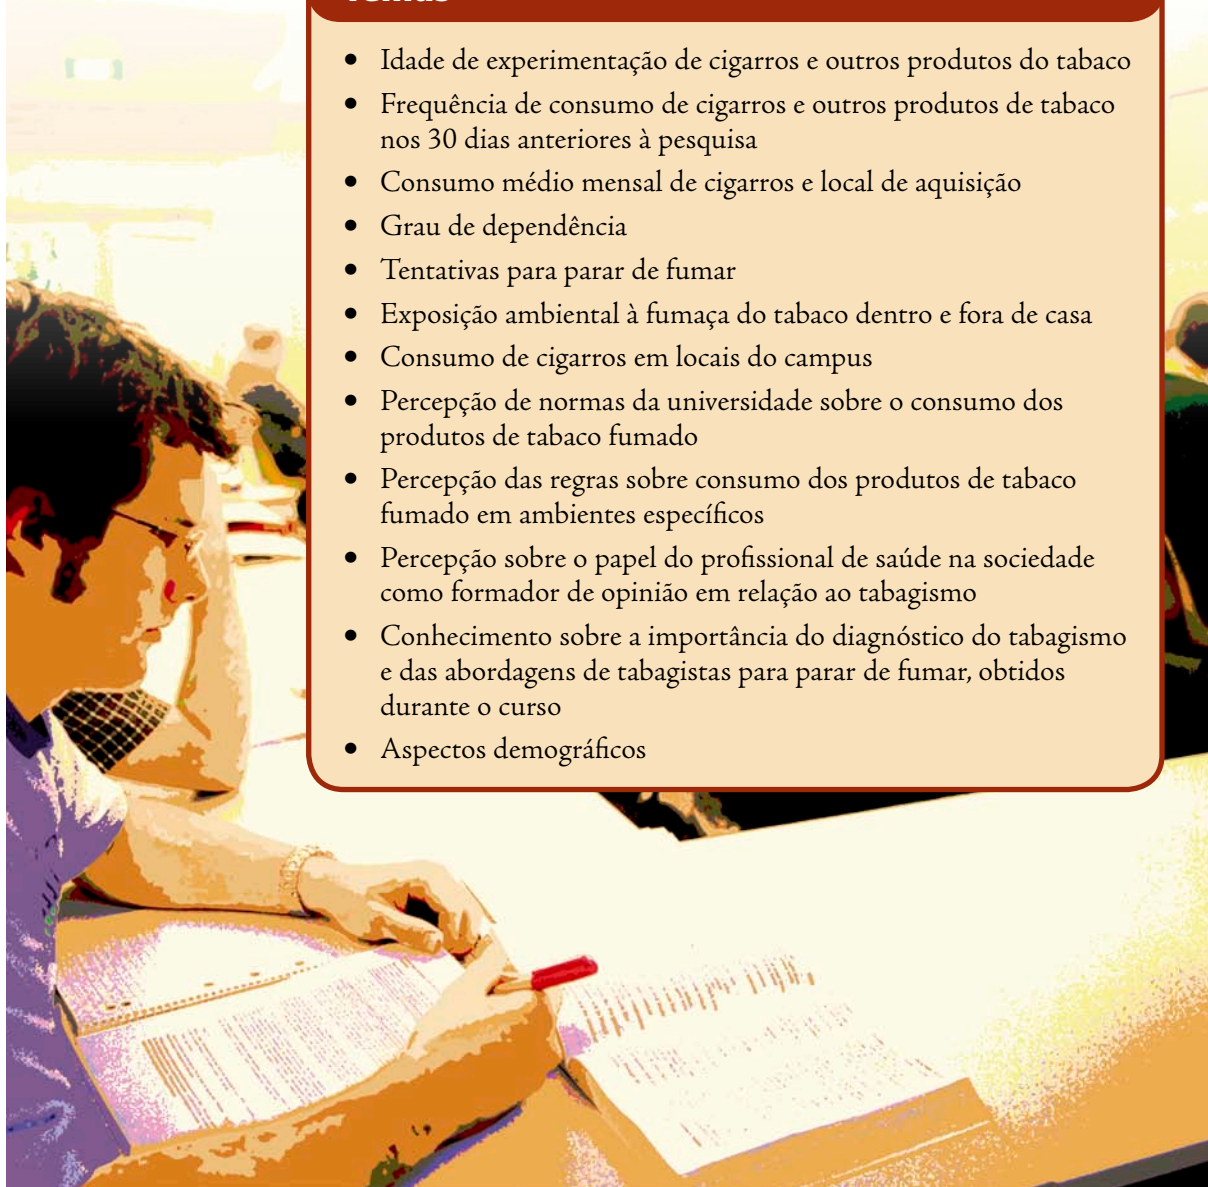 Temas
• Idade de experimentação de cigarros e outros produtos do tabaco
• Frequência de consumo de cigarros e outros produtos de tabaco
nos 30 dias anteriores à pesquisa
• Consumo médio mensal de cigarros e local de aquisição
• Grau de dependência
• Tentativas para parar de fumar
• Exposição ambiental à fumaça do tabaco dentro e fora de casa
• Consumo de cigarros em locais do campus
• Percepção de normas da universidade sobre o consumo dos
produtos de tabaco fumado
• Percepção das regras sobre consumo dos produtos de tabaco
fumado em ambientes específicos
• Percepção sobre o papel do profissional de saúde na sociedade
como formador de opinião em relação ao tabagismo
• Conhecimento sobre a importância do diagnóstico do tabagismo
e das abordagens de tabagistas para parar de fumar, obtidos
durante o curso
• Aspectos demográficos